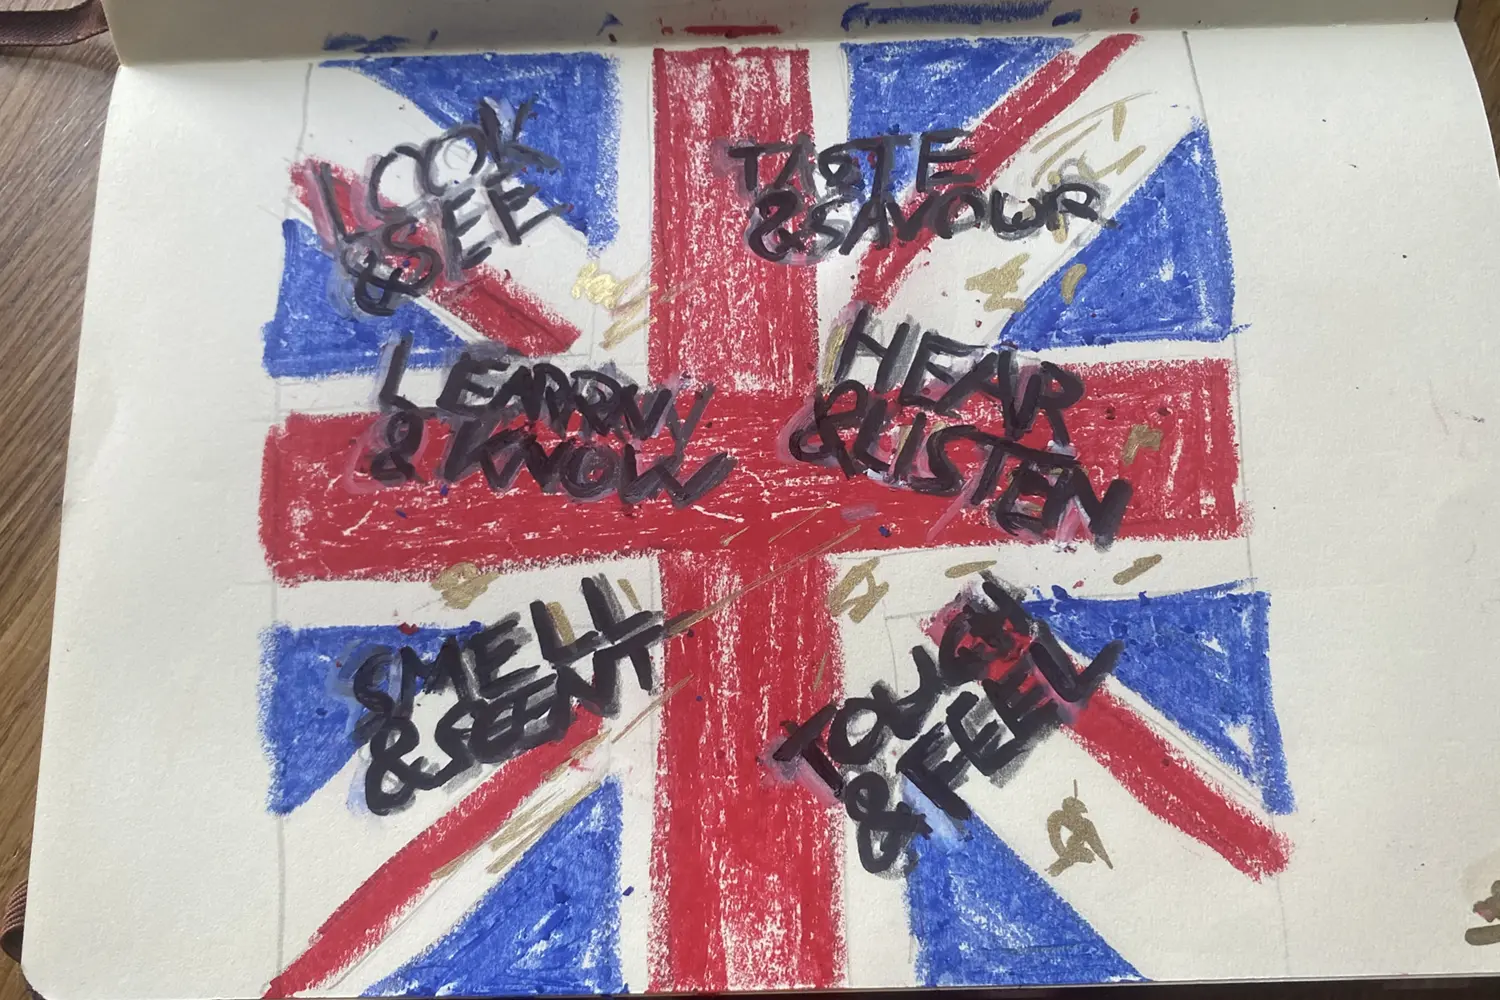 LOOK
& SEE
TASTE
& SAVOUR
LEARN
& KNOW
HEAR
& LISTEN
SMELL
& SCENT
TOUCH
& FEEL